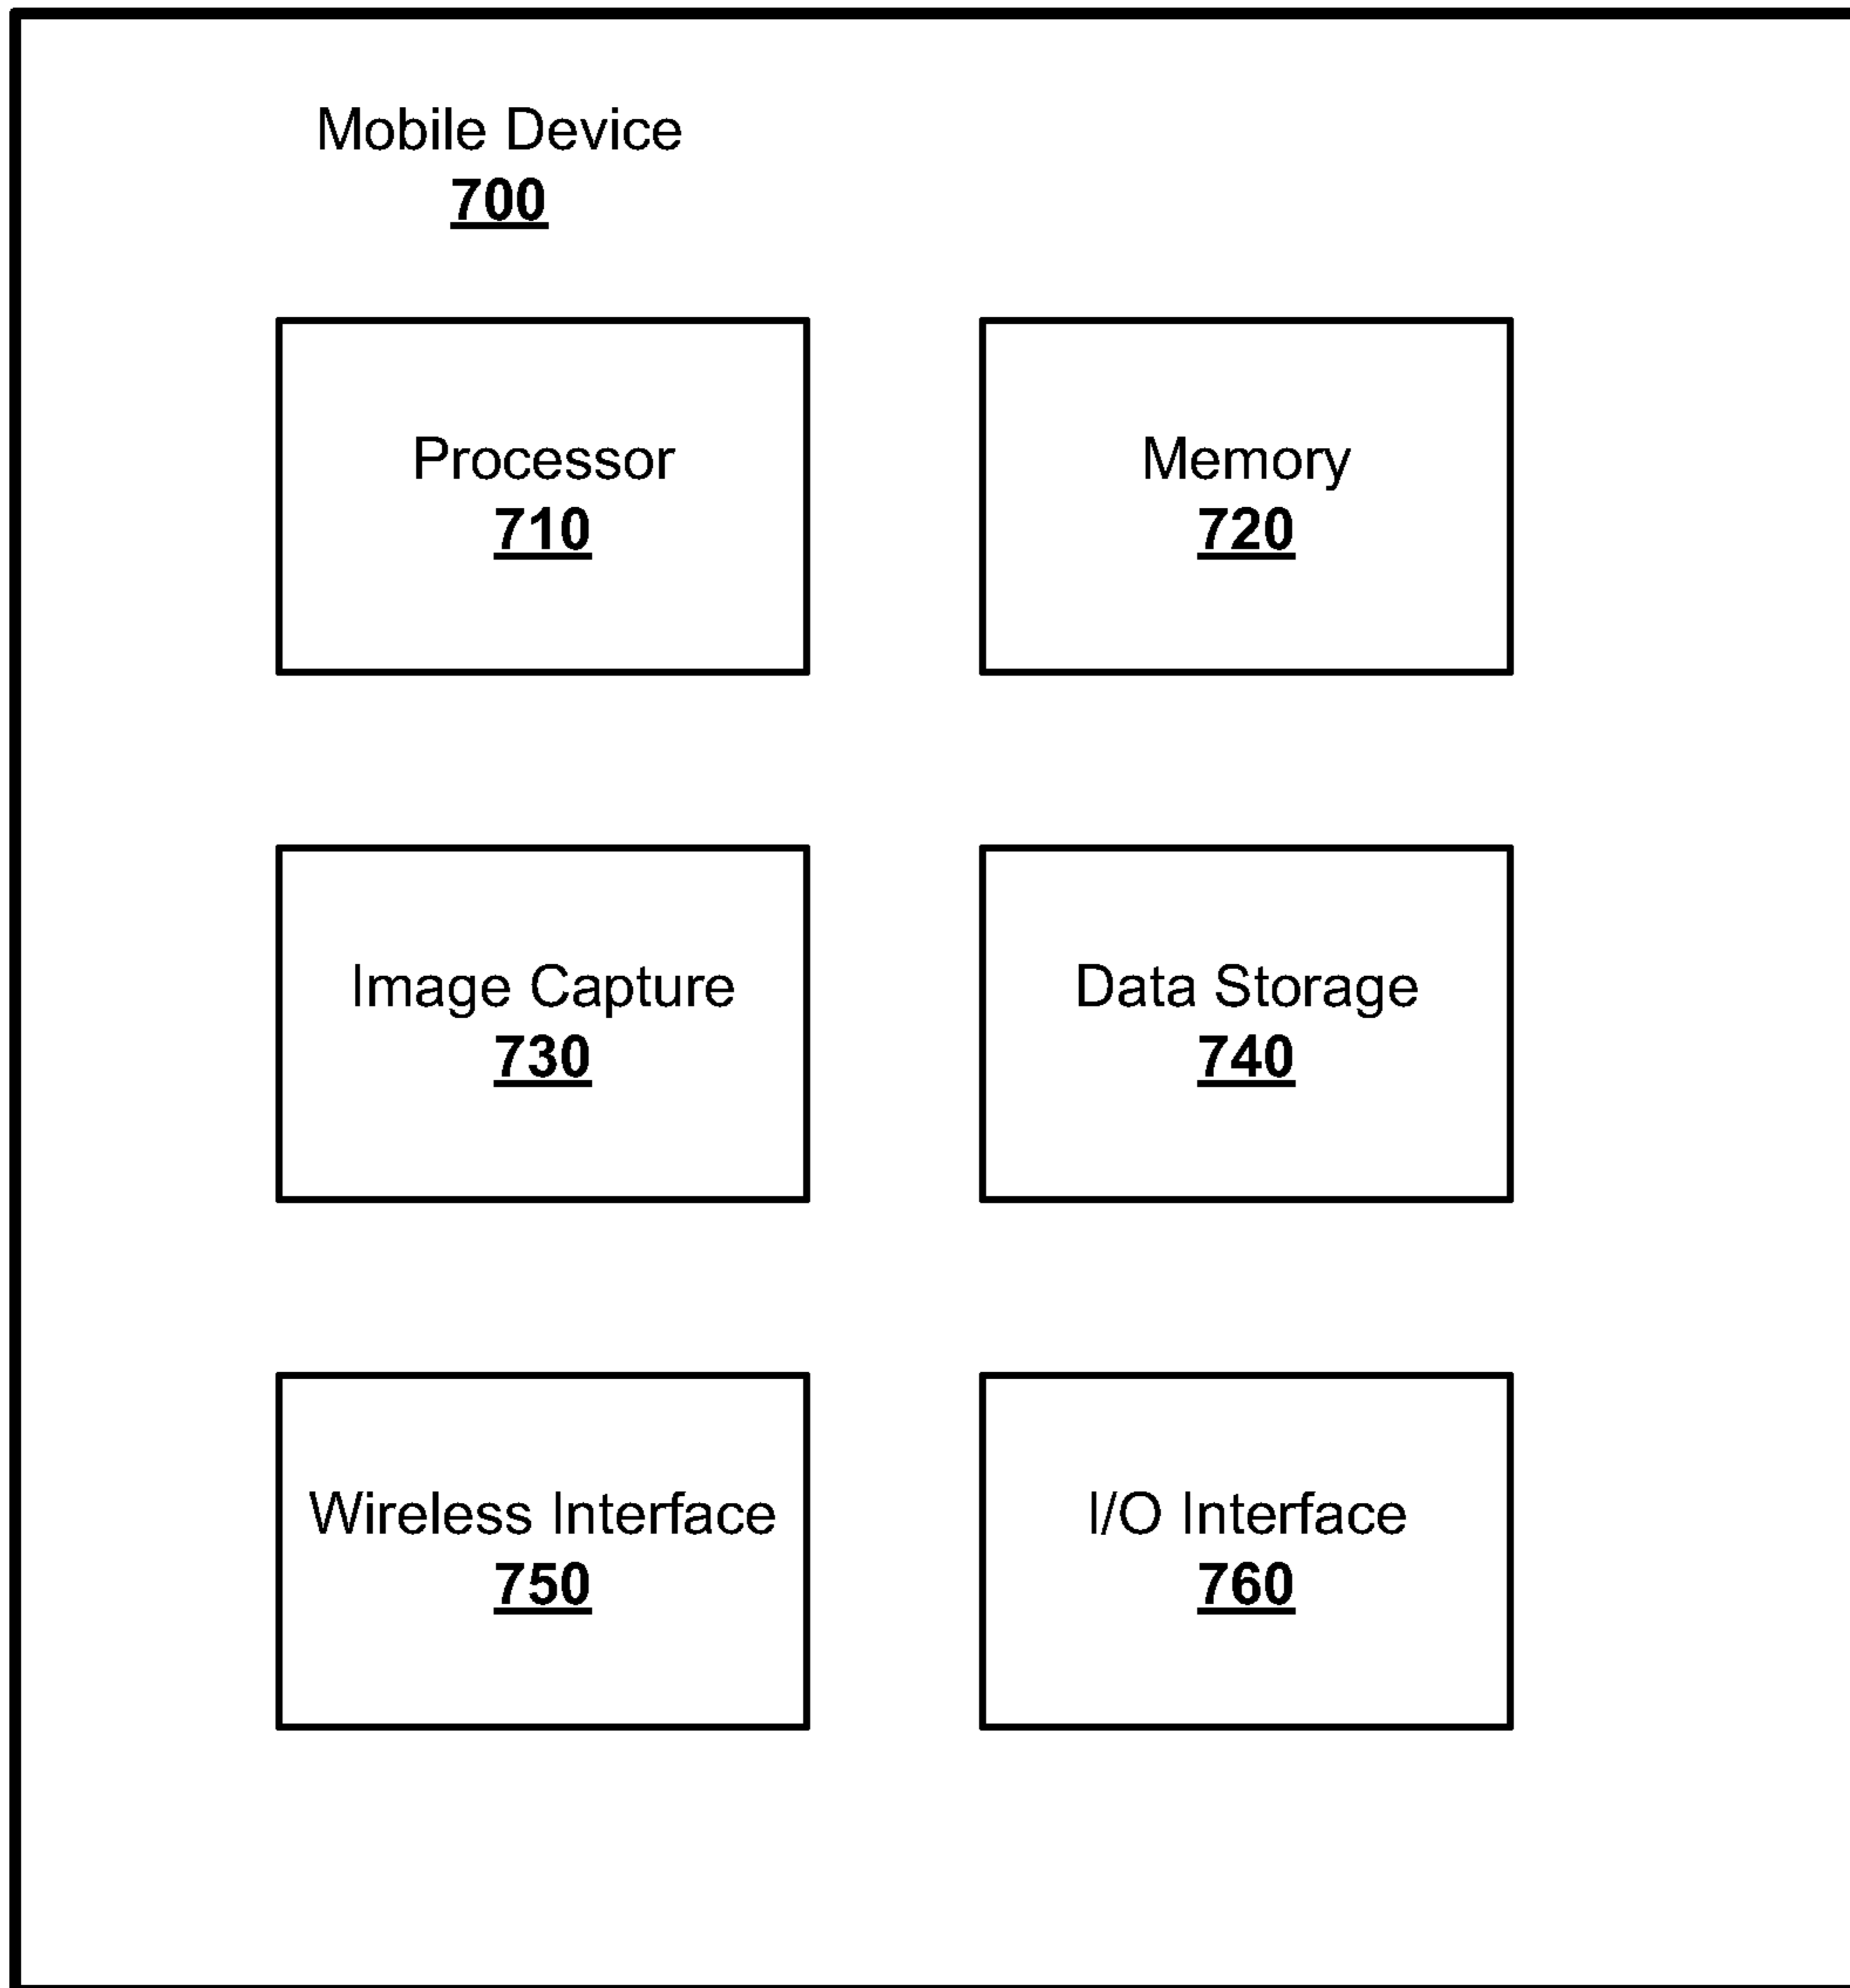 Mobile Device
700
Processor
710
Memory
720
Image Capture
730
Data Storage
740
Wireless Interface
750
I/O Interface
760